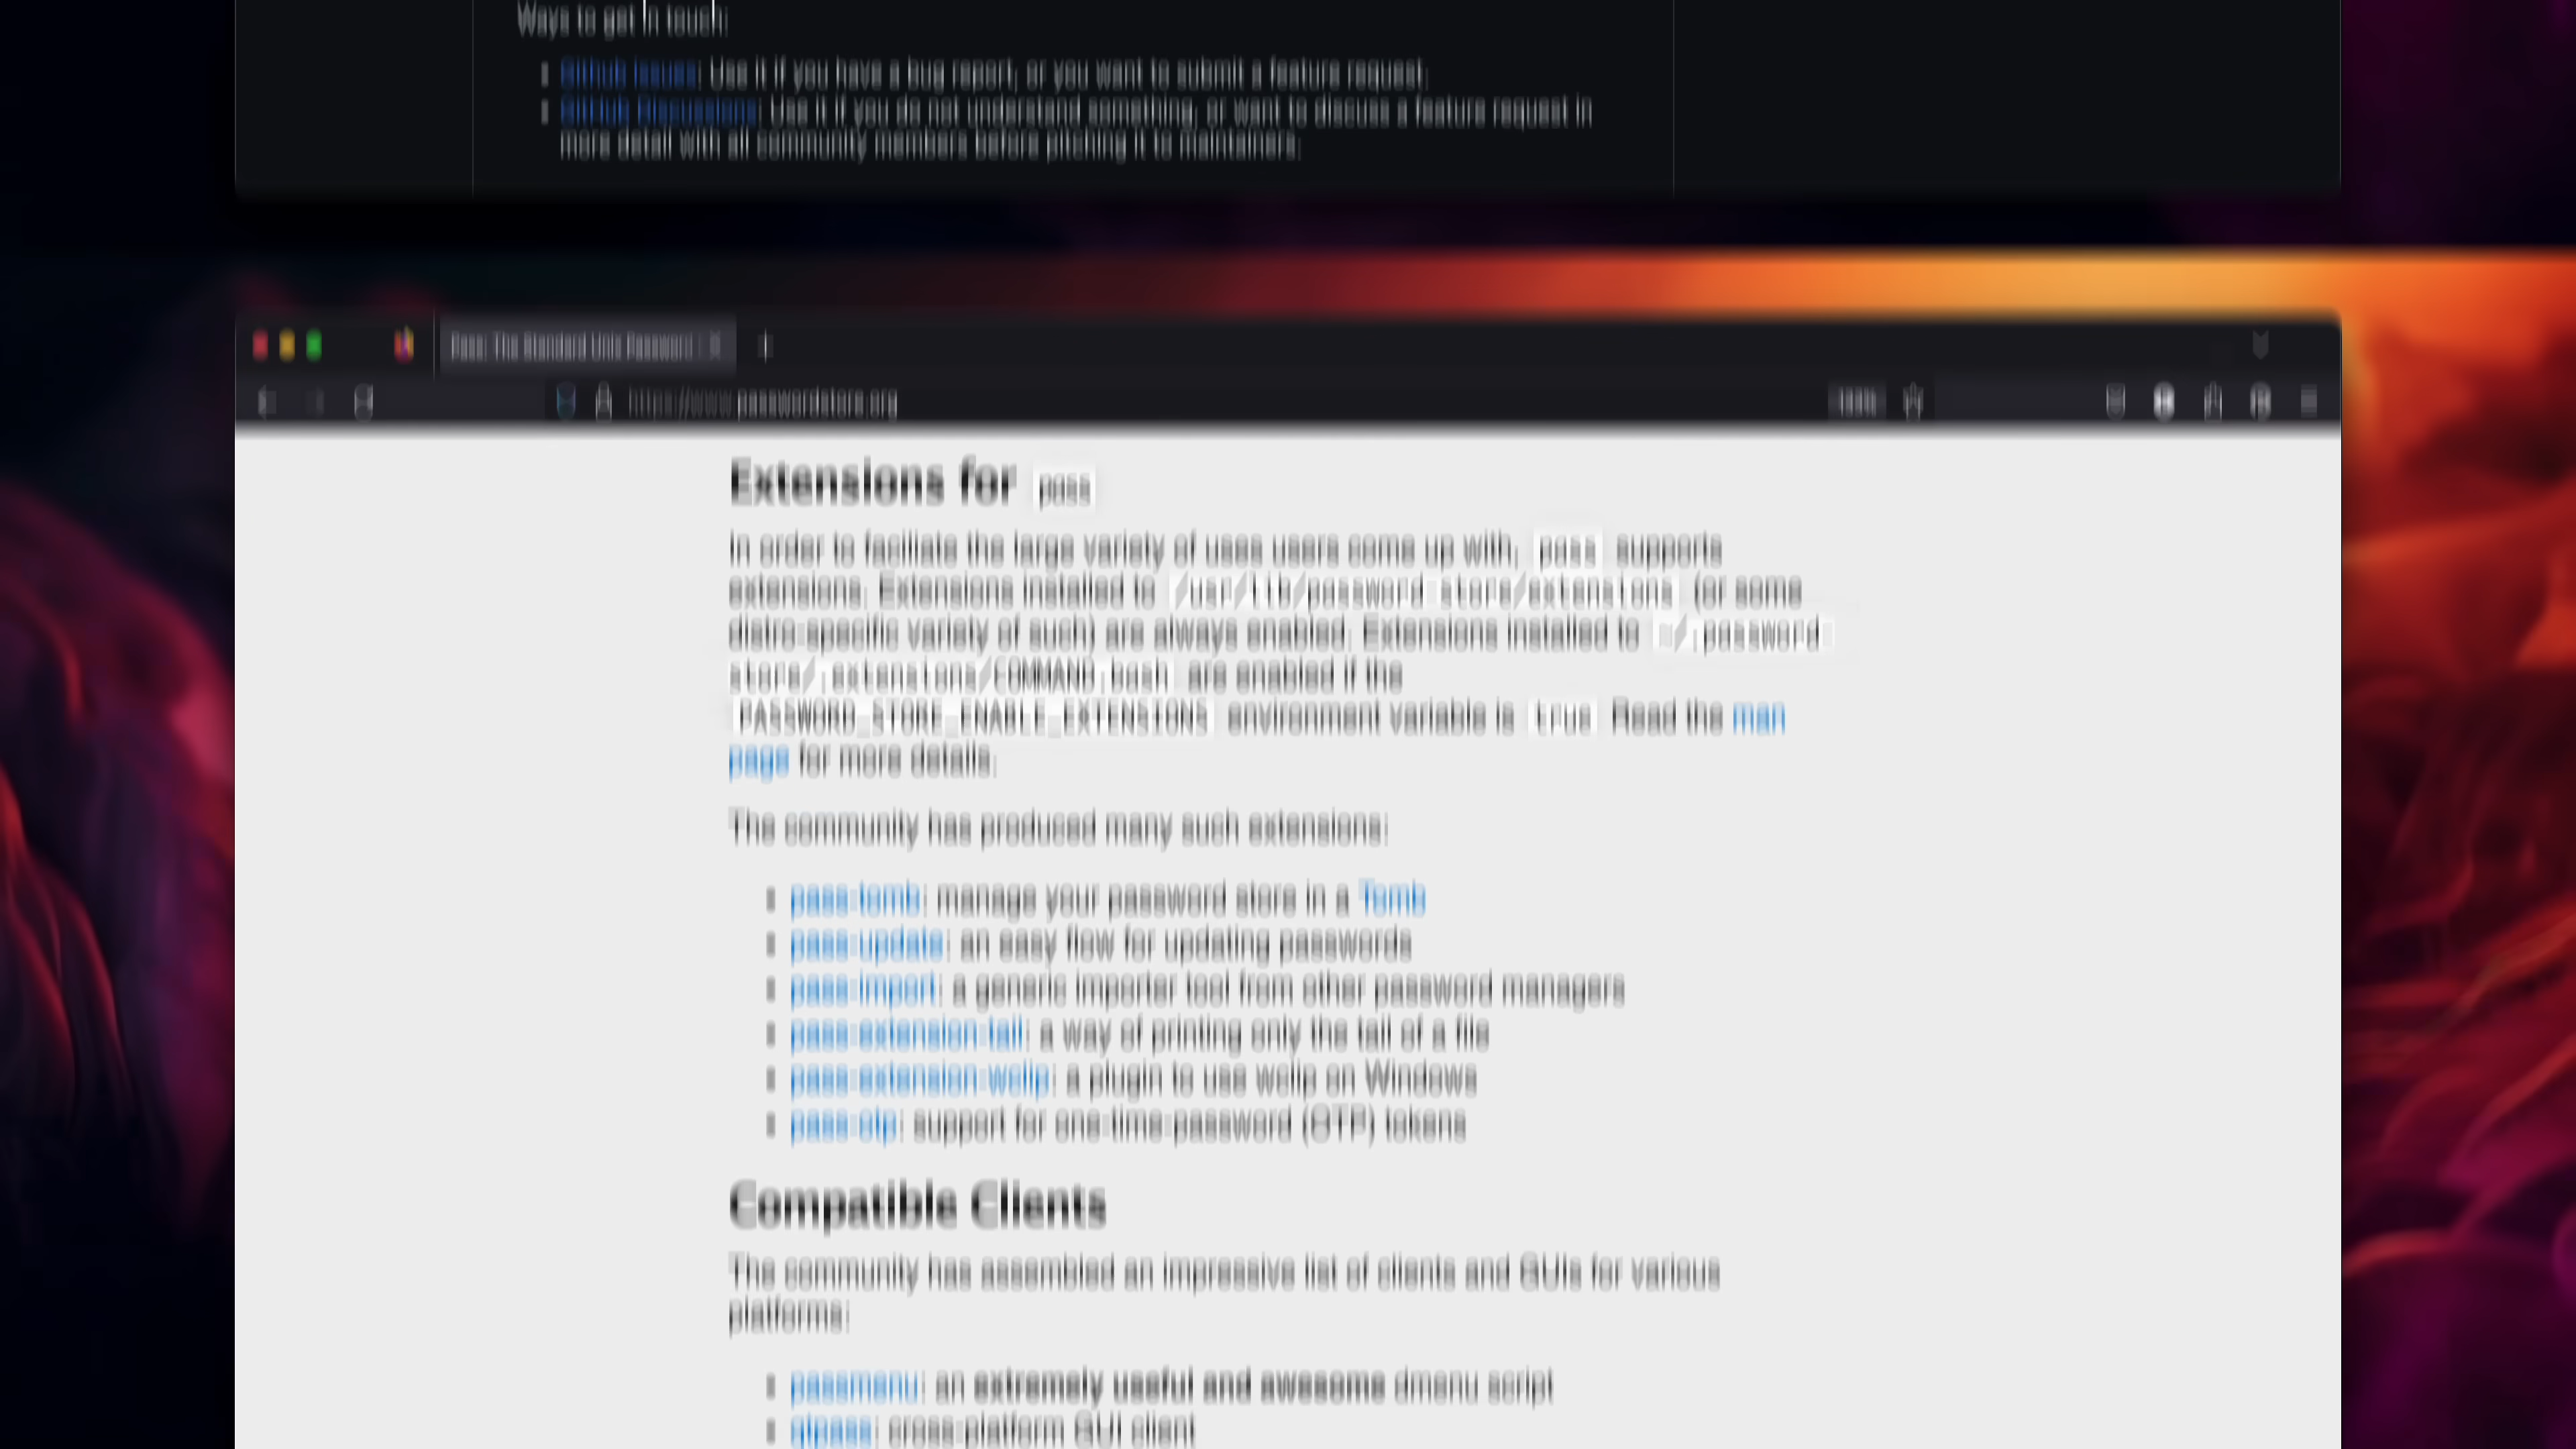 Ways to get in touch:
GitHub Issues: Use it if you have a bug report, or you want to submit a feature request.
GitHub Discussions: Use it if you do not understand something, or want to discuss a feature request in
more detail with all community members before pitching it to maintainers.
Pass: The Standard Unix Password
https://www.passwordstore.org
Extensions for pass
In order to faciliate the large variety of uses users come up with, pass supports
extensions. Extensions installed to /usr/lib/password-store/extensions (or some
distro-specific variety of such) are always enabled. Extensions installed to ~/.password-
store/.extensions/COMMAND.bash are enabled if the
PASSWORD_STORE_ENABLE_EXTENSIONS environment variable is true Read the man
page for more details.
The community has produced many such extensions:
pass-tomb: manage your password store in a Tomb
pass-update: an easy flow for updating passwords
pass-import: a generic importer tool from other password managers
pass-extension-tail: a way of printing only the tail of a file
pass-extension-wclip: a plugin to use wclip on Windows
pass-otp: support for one-time-password (OTP) tokens
Compatible Clients
The community has assembled an impressive list of clients and GUIs for various
platforms:
passmenu: an extremely useful and awesome dmenu script
qtpass: cross-platform GUI client